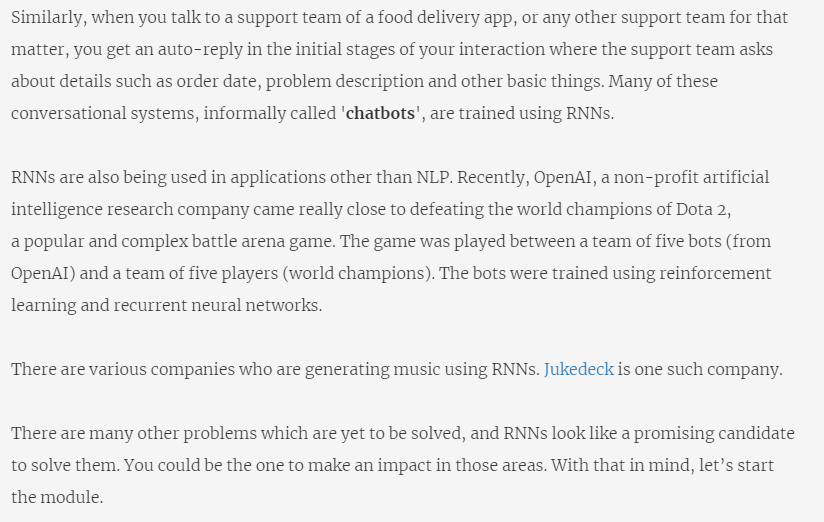 Similarly, when you talk to a support team of a food delivery app, or any other support team for that
matter, you get an auto-reply in the initial stages of your interaction where the support team asks
about details such as order date, problem description and other basic things. Many of these
conversational systems, informally called 'chatbots', are trained using RNNs.
RNNs are also being used in applications other than NLP. Recently, OpenAI, a non-profit artificial
intelligence research company came really close to defeating the world champions of Dota 2,
a popular and complex battle arena game. The game was played between a team of five bots (from
OpenAI) and a team of five players (world champions). The bots were trained using reinforcement
learning and recurrent neural networks.
There are various companies who are generating music using RNNs. Jukedeck is one such company.
There are many other problems which are yet to be solved, and RNNs look like a promising candidate
to solve them. You could be the one to make an impact in those areas. With that in mind, let’s start
the module.